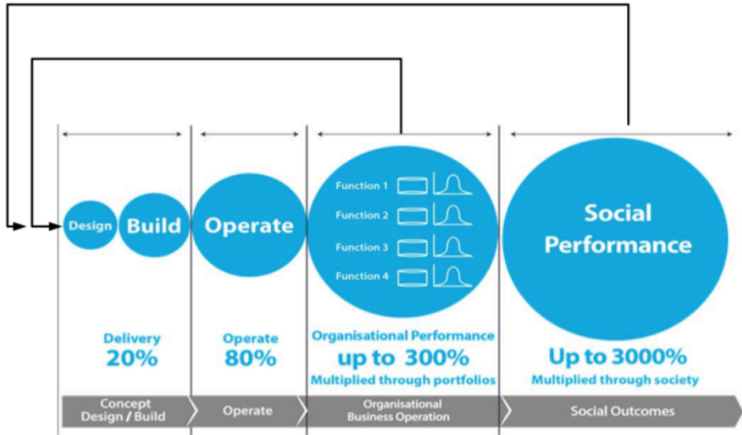 Design
Build
Operate
Function 1
Function 2
Function 3
Function 4
Social
Performance
Delivery
20%
Operate
80%
Organisational Performance
up to 300%
Multiplied through portfolios
Up to 3000%
Multiplied through society
Concept
Design / Build
Operate
Organisational
Business Operation
Social Outcomes